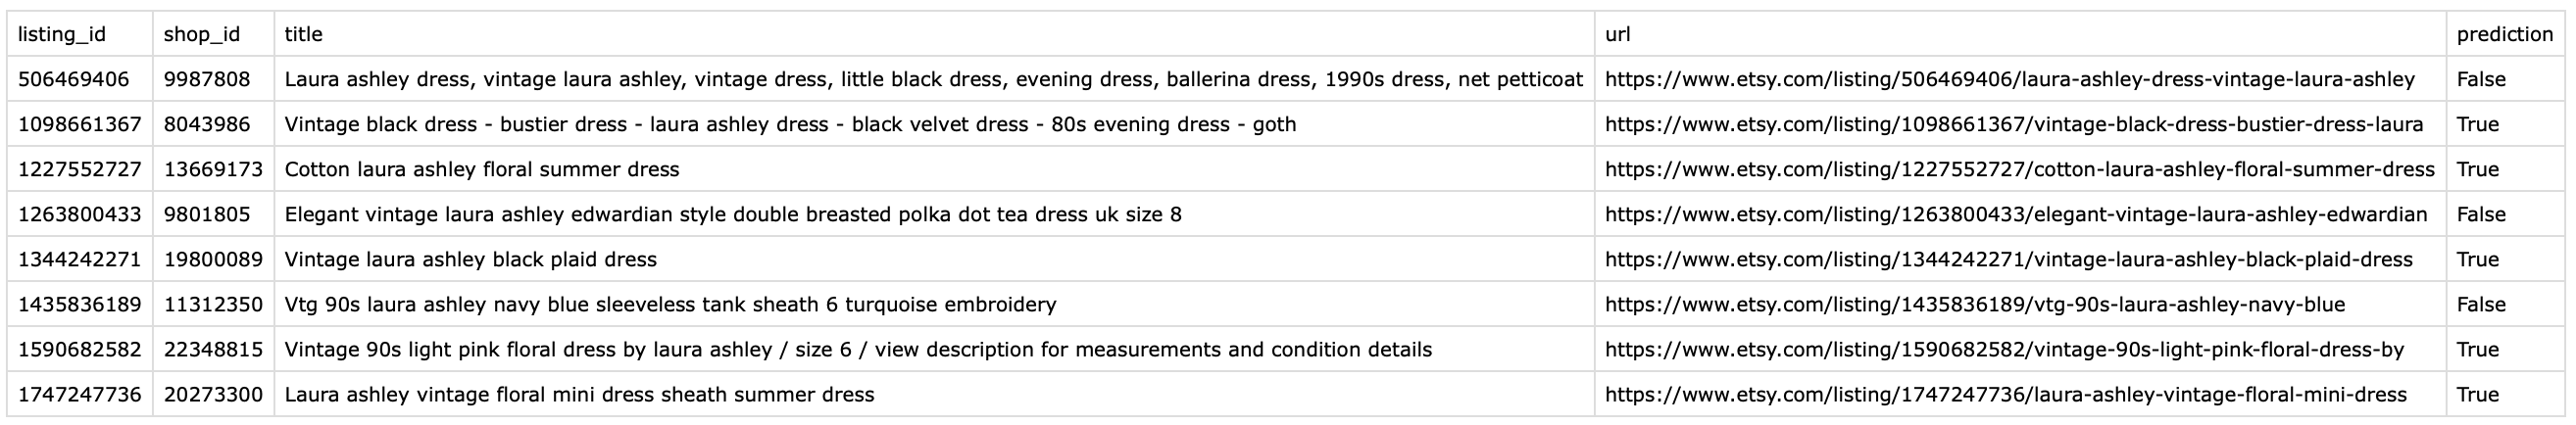 listing_id shop_id title url prediction
506469406 9987808 Laura ashley dress, vintage laura ashley, vintage dress, little black dress, evening dress, ballerina dress, 1990s dress, net petticoat https://www.etsy.com/listing/506469406/laura-ashley-dress-vintage-laura-ashley False
1098661367 8043986 Vintage black dress - bustier dress - laura ashley dress - black velvet dress - 80s evening dress - goth https://www.etsy.com/listing/1098661367/vintage-black-dress-bustier-dress-laura True
1227552727 13669173 Cotton laura ashley floral summer dress https://www.etsy.com/listing/1227552727/cotton-laura-ashley-floral-summer-dress True
1263800433 9801805 Elegant vintage laura ashley edwardian style double breasted polka dot tea dress uk size 8 https://www.etsy.com/listing/1263800433/elegant-vintage-laura-ashley-edwardian False
1344242271 19800089 Vintage laura ashley black plaid dress https://www.etsy.com/listing/1344242271/vintage-laura-ashley-black-plaid-dress True
1435836189 11312350 Vtg 90s laura ashley navy blue sleeveless tank sheath 6 turquoise embroidery https://www.etsy.com/listing/1435836189/vtg-90s-laura-ashley-navy-blue False
1590682582 22348815 Vintage 90s light pink floral dress by laura ashley / size 6 / view description for measurements and condition details https://www.etsy.com/listing/1590682582/vintage-90s-light-pink-floral-dress-by True
1747247736 20273300 Laura ashley vintage floral mini dress sheath summer dress https://www.etsy.com/listing/1747247736/laura-ashley-vintage-floral-mini-dress True